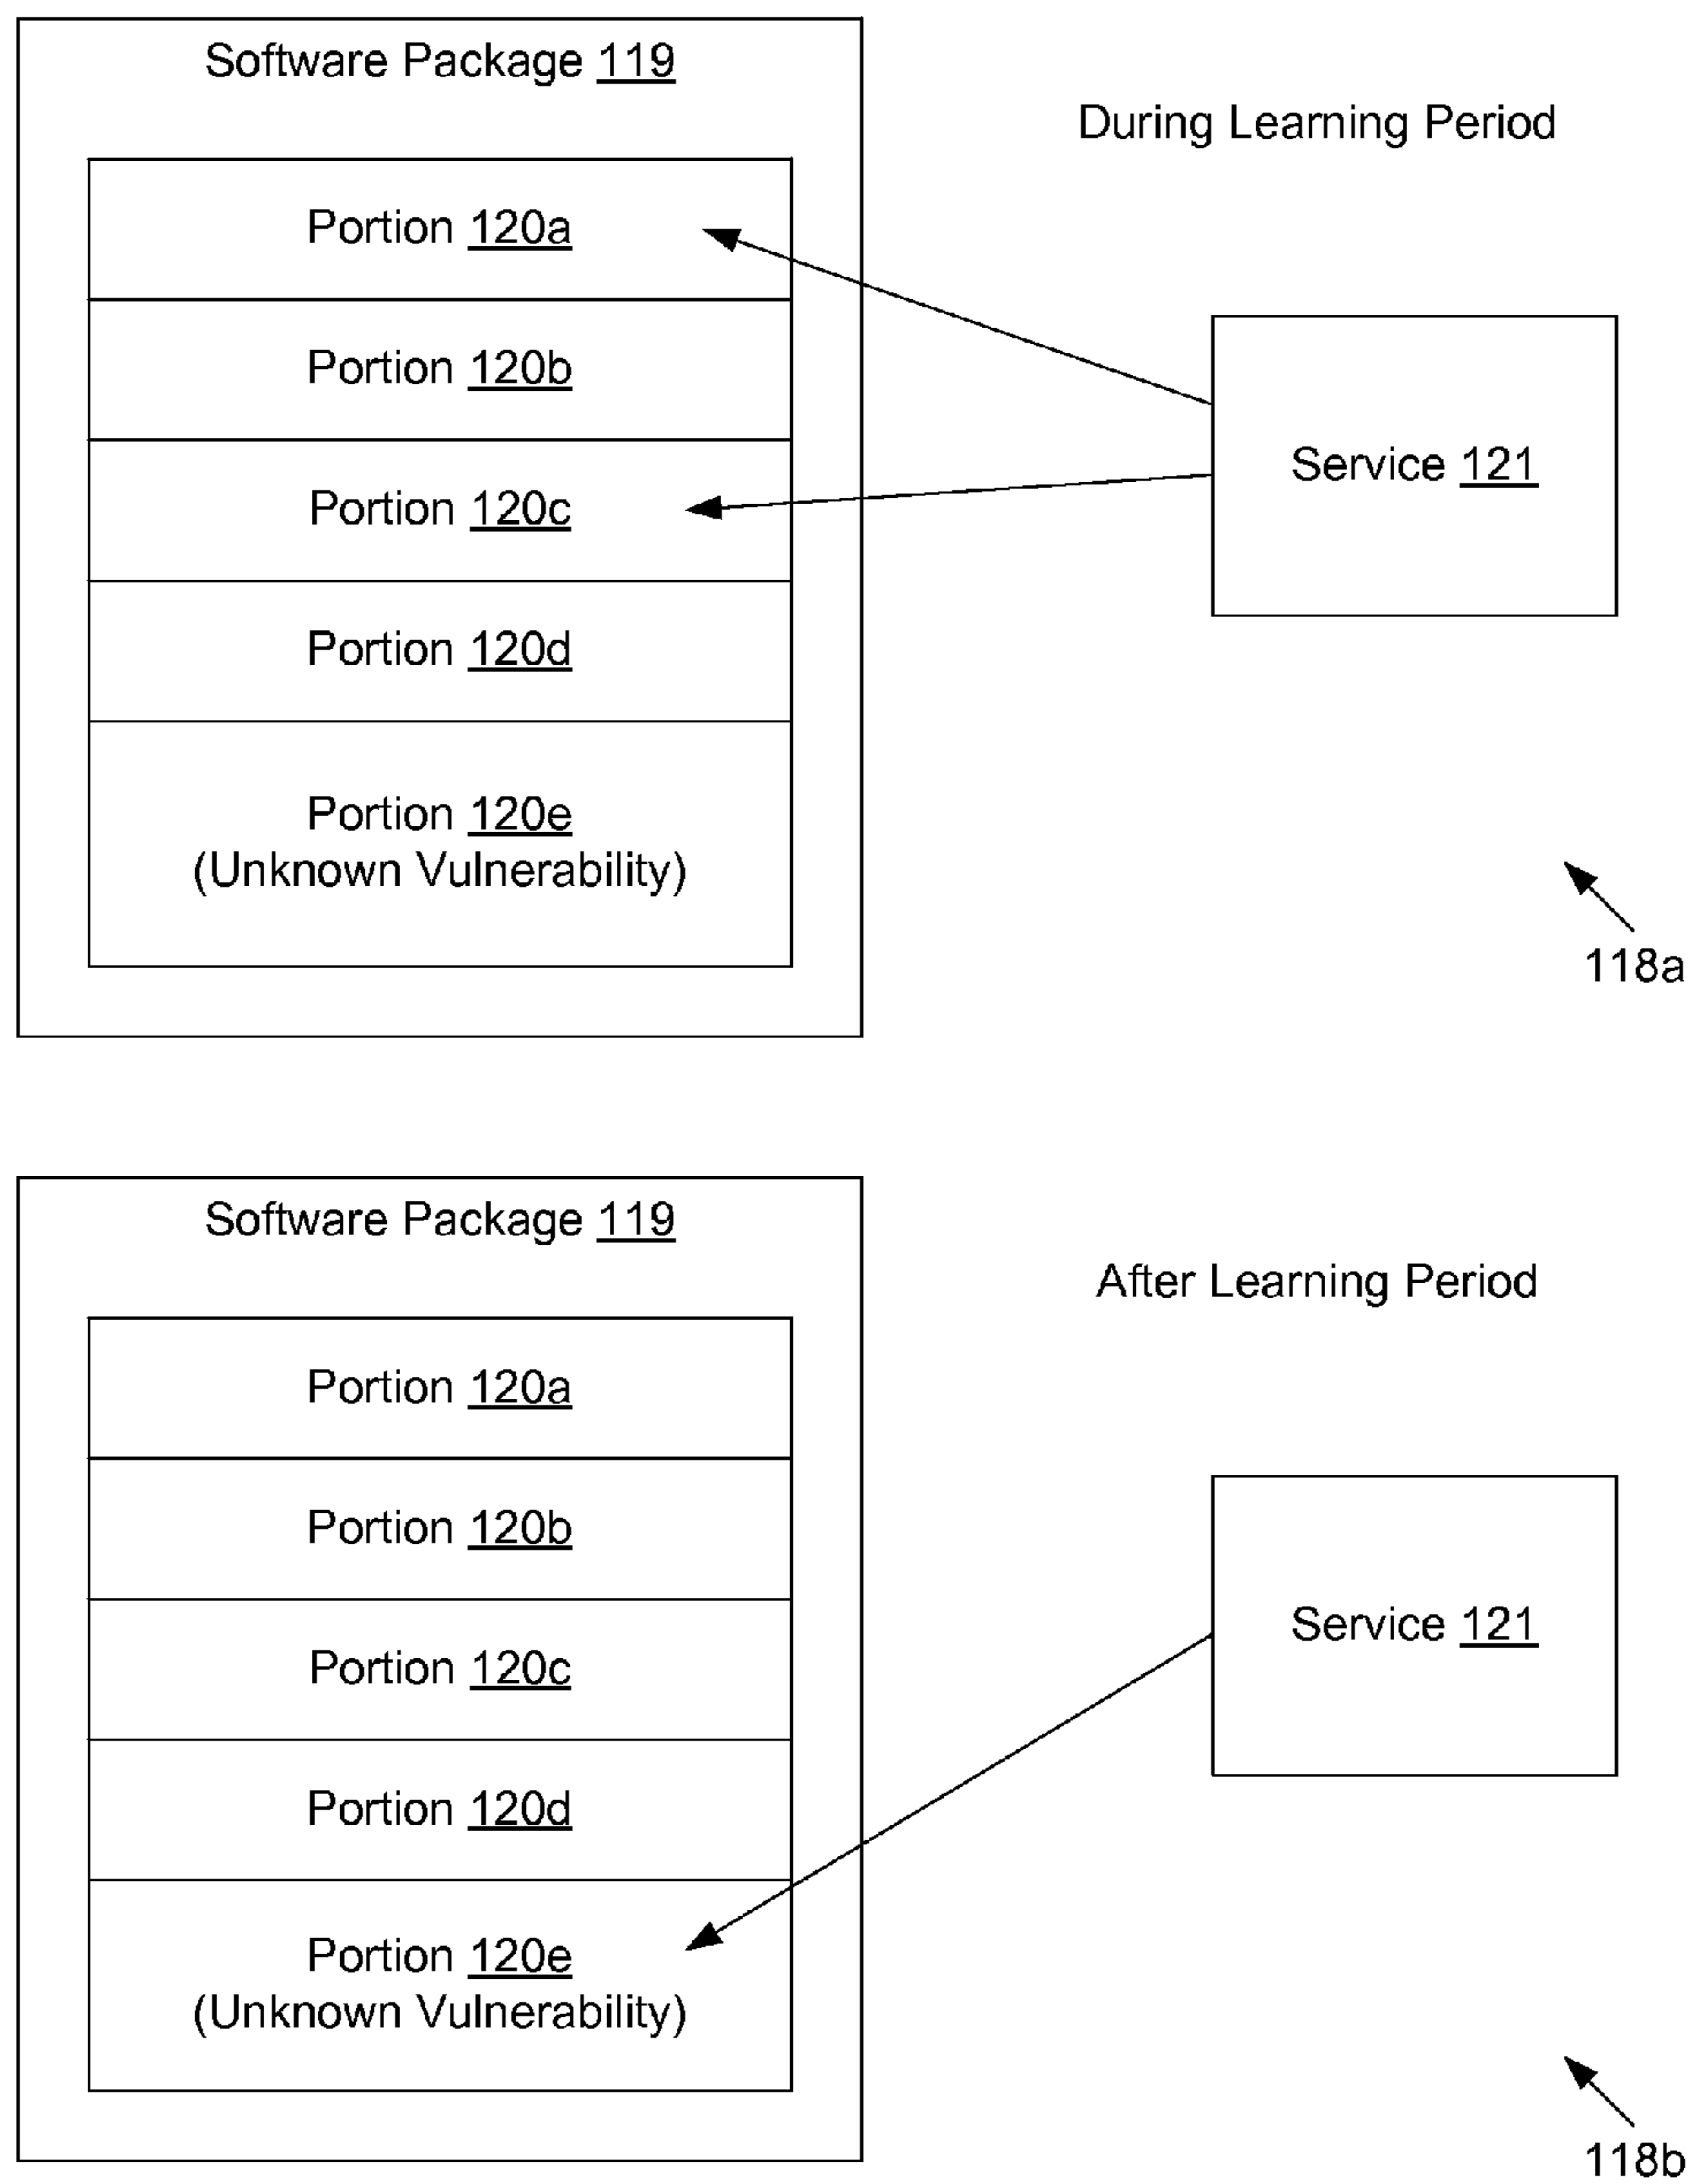 Software Package 119
During Learning Period
Portion 120a
Portion 120b
Service 121
Portion 120c
Portion 120d
Portion 120e
(Unknown Vulnerability)
118a
Software Package 119
After Learning Period
Portion 120a
Portion 120b
Service 121
Portion 120c
Portion 120d
Portion 120e
(Unknown Vulnerability)
118b